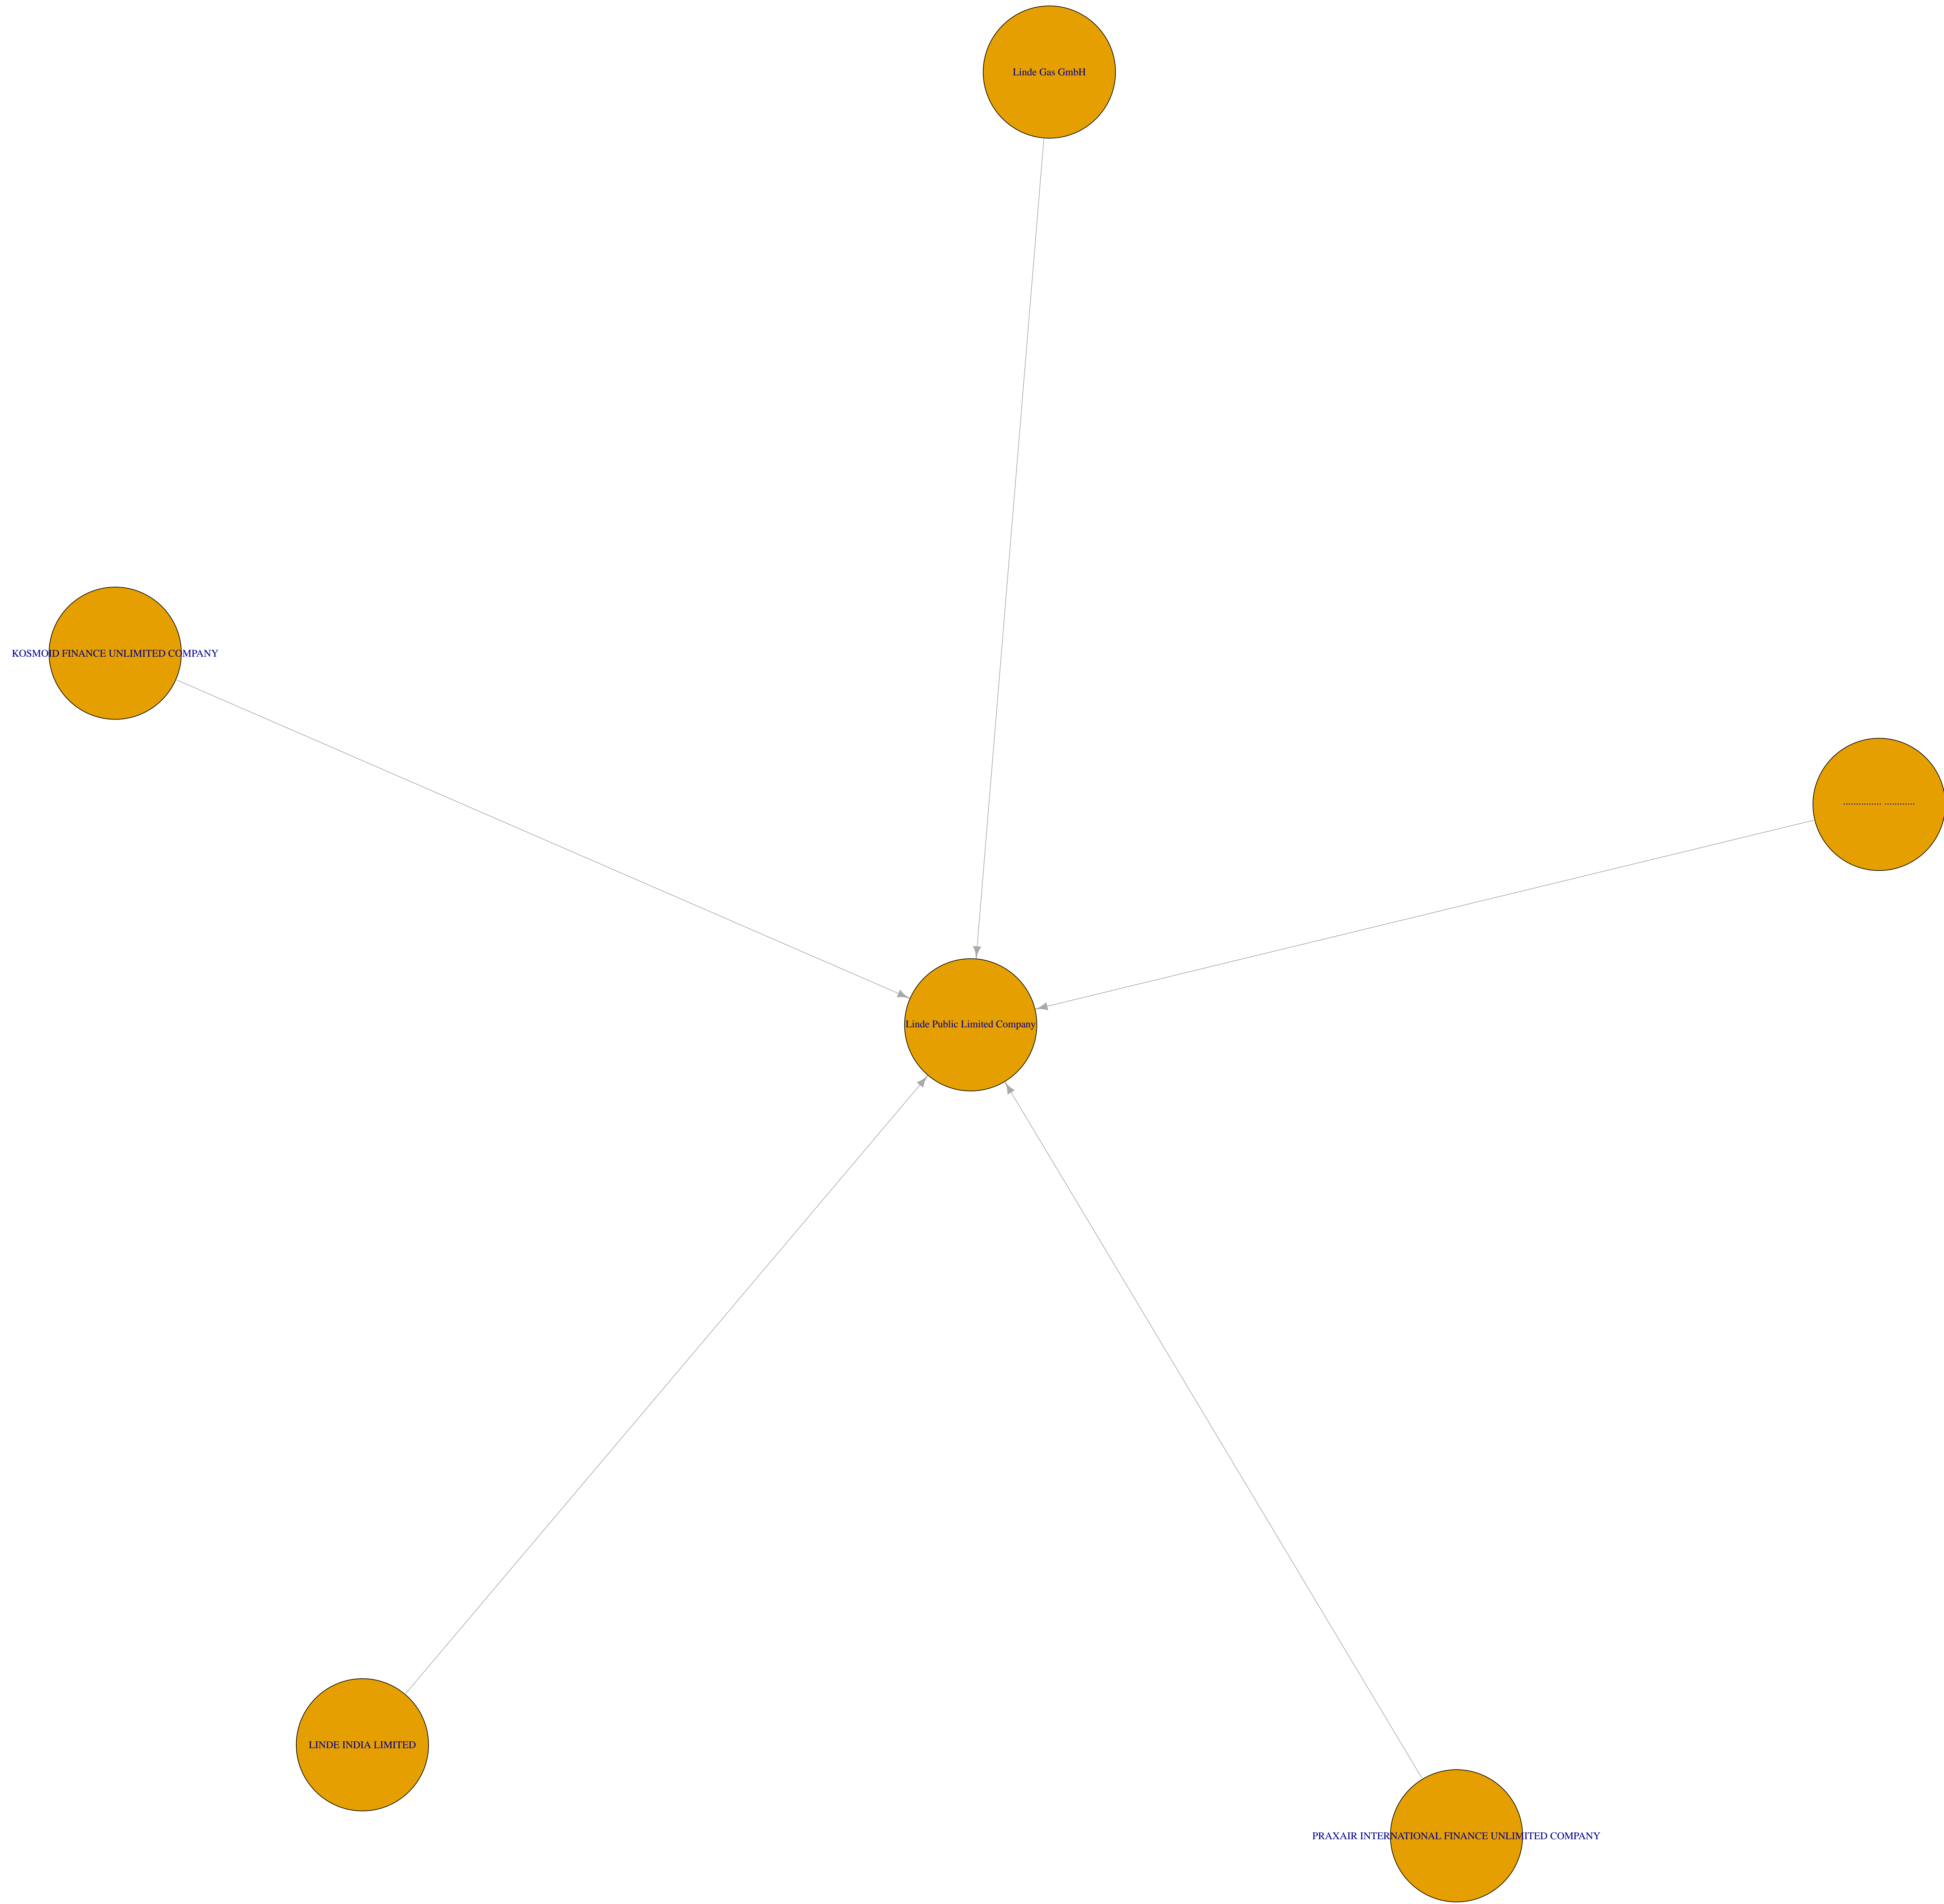 Linde Gas GmbH
KOSMOID FINANCE UNLIMITED COMPANY
............... ............
Linde Public Limited Company
LINDE INDIA LIMITED
PRAXAIR INTERNATIONAL FINANCE UNLIMITED COMPANY